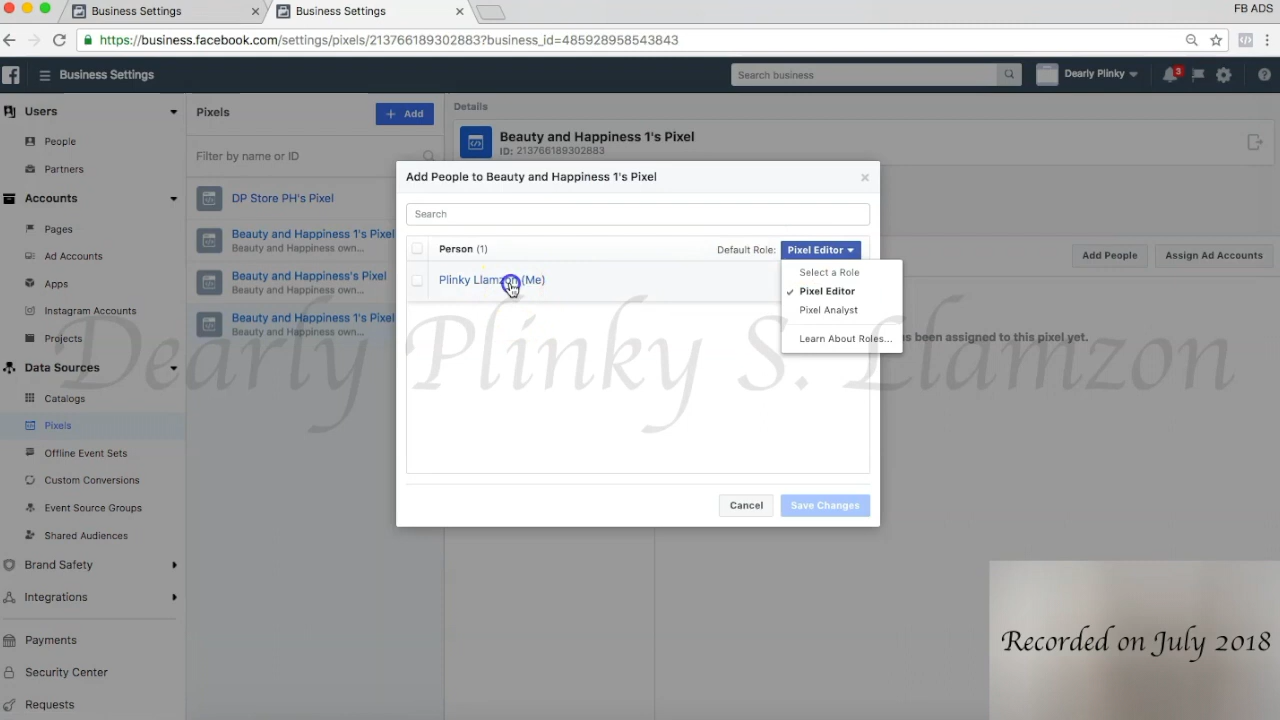 Business Settings
Business Settings
FB ADS
https://business.facebook.com/settings/pixels/213766189302883?business_id=485928958543843
Business Settings
Search business
Dearly Plinky
3
Users
People
Partners
Accounts
Pages
Ad Accounts
Apps
Instagram Accounts
Projects
Data Sources
Catalogs
Pixels
Offline Event Sets
Custom Conversions
Event Source Groups
Shared Audiences
Brand Safety
Integrations
Payments
Security Center
Requests
Pixels
+ Add
Filter by name or ID
DP Store PH's Pixel
Beauty and Happiness 1's Pixel
Beauty and Happiness own...
Beauty and Happiness's Pixel
Beauty and Happiness own...
Beauty and Happiness 1's Pixel
Beauty and Happiness own...
Details
Beauty and Happiness 1's Pixel
ID: 213766189302883
Add People
Assign Ad Accounts
been assigned to this pixel yet.
Add People to Beauty and Happiness 1's Pixel
Search
Person (1)
Default Role:
Pixel Editor
Plinky Llamzon (Me)
Select a Role
Pixel Editor
Pixel Analyst
Learn About Roles...
Cancel
Save Changes
Dearly Plinky S. Llamzon
Recorded on July 2018